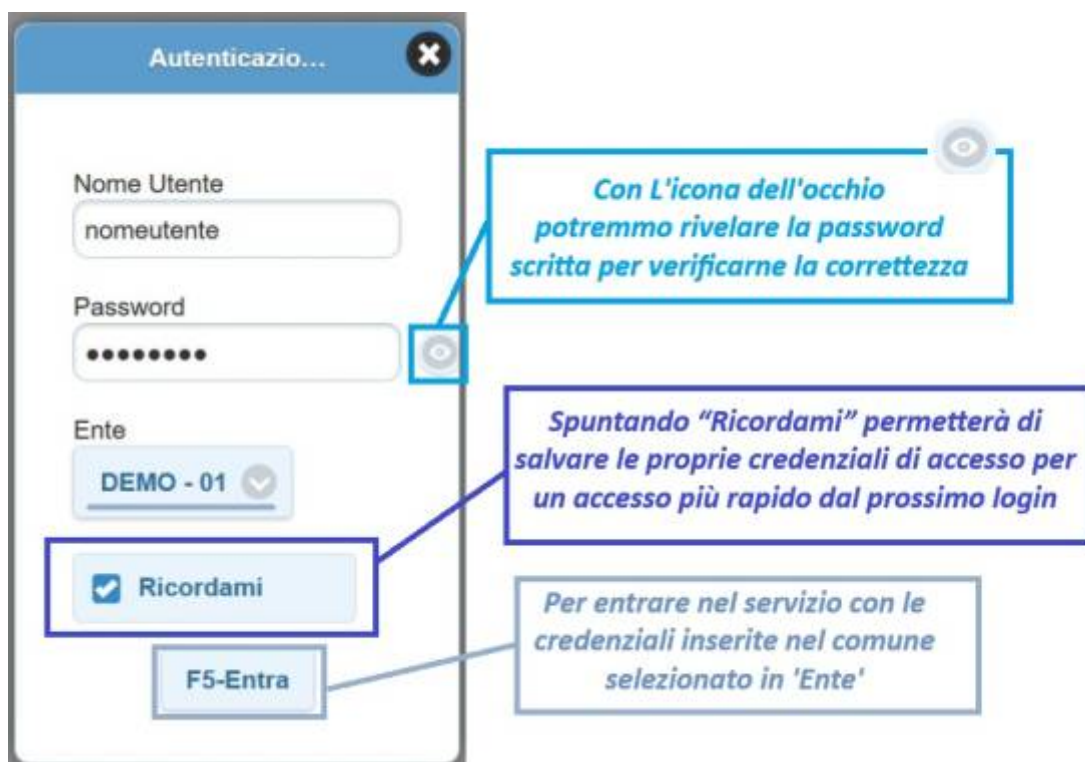 Autenticazio...
Nome Utente
nomeutente
Con L'icona dell'occhio
potremmo rivelare la password
scritta per verificarne la correttezza
Password
••••••••
Ente
DEMO - 01
Spuntando “Ricordami” permetterà di
salvare le proprie credenziali di accesso per
un accesso più rapido dal prossimo login
Ricordami
Per entrare nel servizio con le
credenziali inserite nel comune
selezionato in 'Ente'
F5-Entra